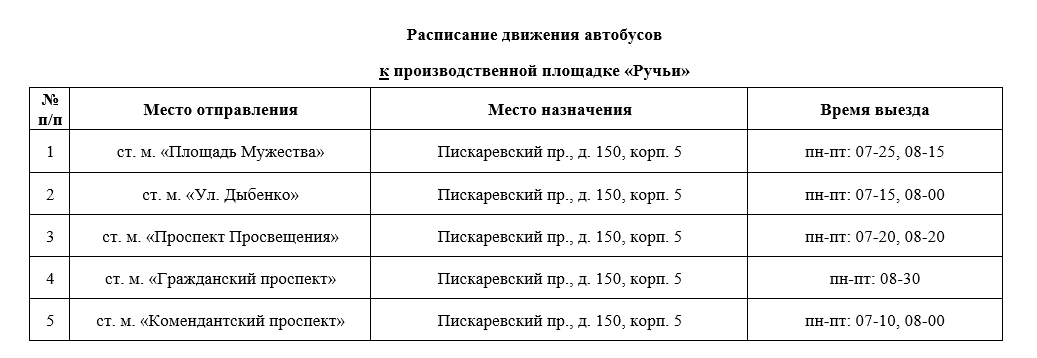 Расписание движения автобусов
к производственной площадке «Ручьи»
№ п/п Место отправления Место назначения Время выезда
1 ст. м. «Площадь Мужества» Пискаревский пр., д. 150, корп. 5 пн-пт: 07-25, 08-15
2 ст. м. «Ул. Дыбенко» Пискаревский пр., д. 150, корп. 5 пн-пт: 07-15, 08-00
3 ст. м. «Проспект Просвещения» Пискаревский пр., д. 150, корп. 5 пн-пт: 07-20, 08-20
4 ст. м. «Гражданский проспект» Пискаревский пр., д. 150, корп. 5 пн-пт: 08-30
5 ст. м. «Комендантский проспект» Пискаревский пр., д. 150, корп. 5 пн-пт: 07-10, 08-00